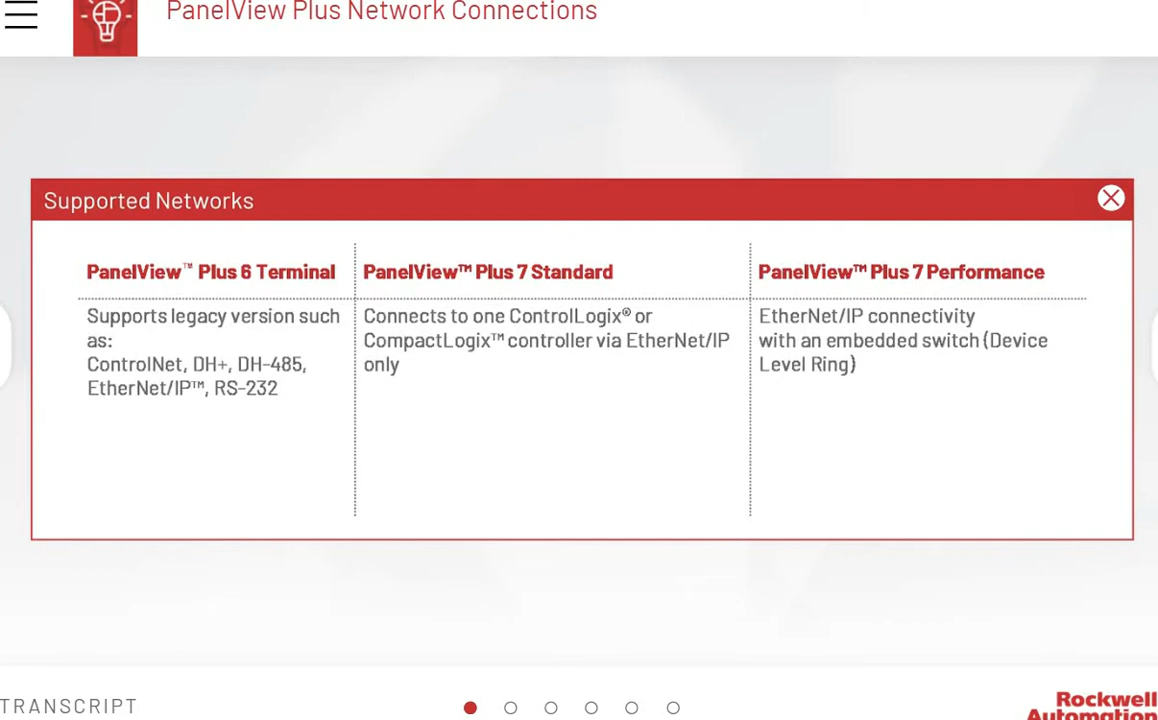 PanelView Plus Network Connections
Supported Networks
PanelView™ Plus 6 Terminal
Supports legacy version such
as:
ControlNet, DH+, DH-485,
EtherNet/IP™, RS-232
PanelView™ Plus 7 Standard
Connects to one ControlLogix® or
CompactLogix™ controller via EtherNet/IP
only
PanelView™ Plus 7 Performance
EtherNet/IP connectivity
with an embedded switch (Device
Level Ring)
TRANSCRIPT
Rockwell
Automation